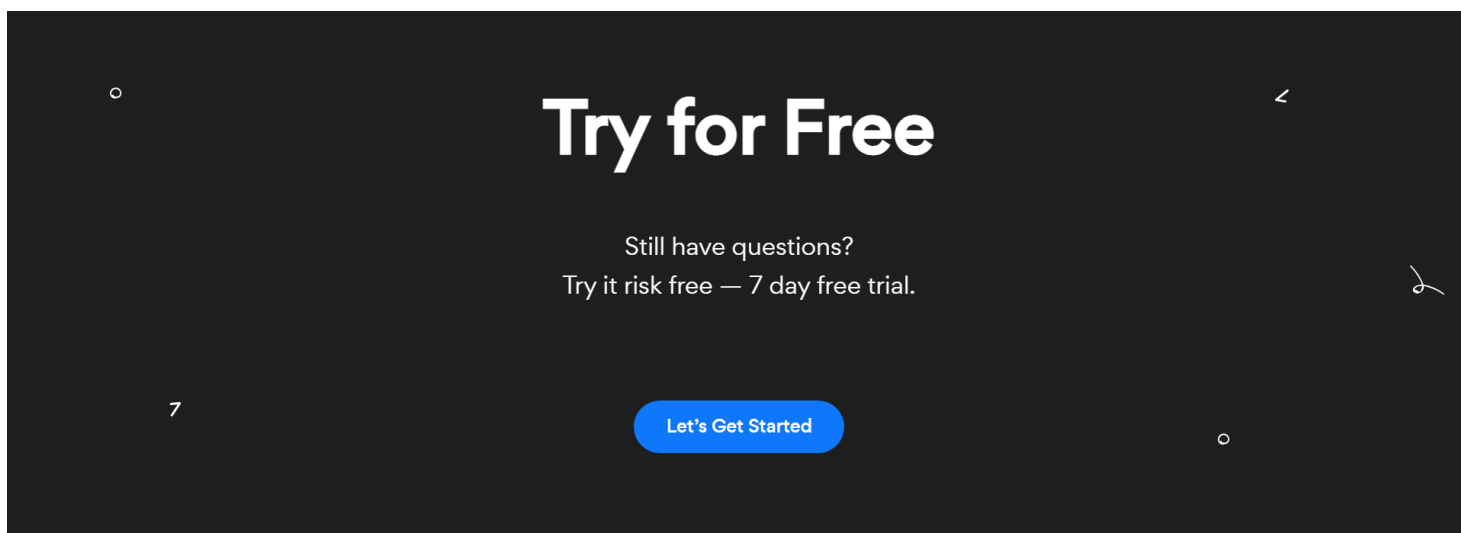 Try for Free
Still have questions?
Try it risk free — 7 day free trial.
Let’s Get Started